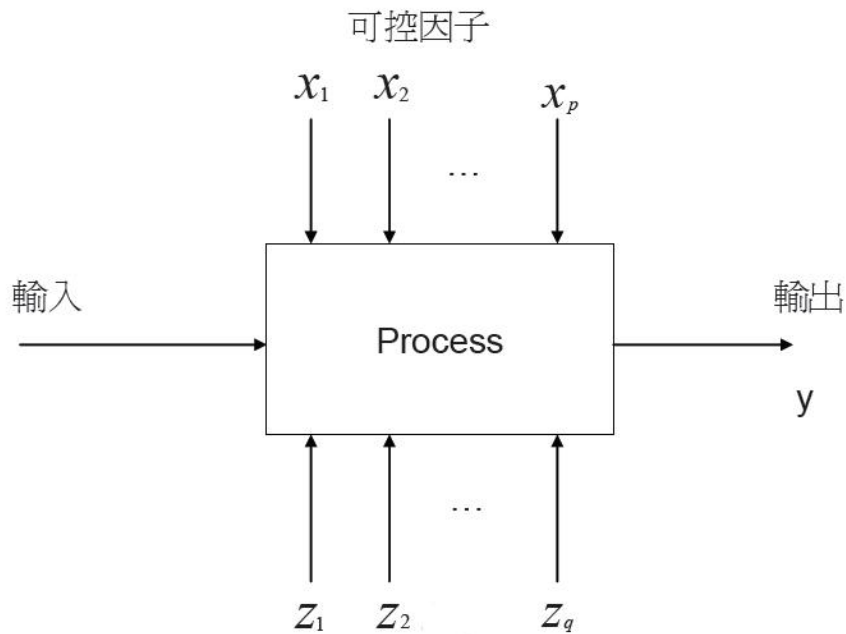 可控因子
x₁ x₂ xₚ
...
輸入 輸出
Process
y
...
z₁ z₂ z_q